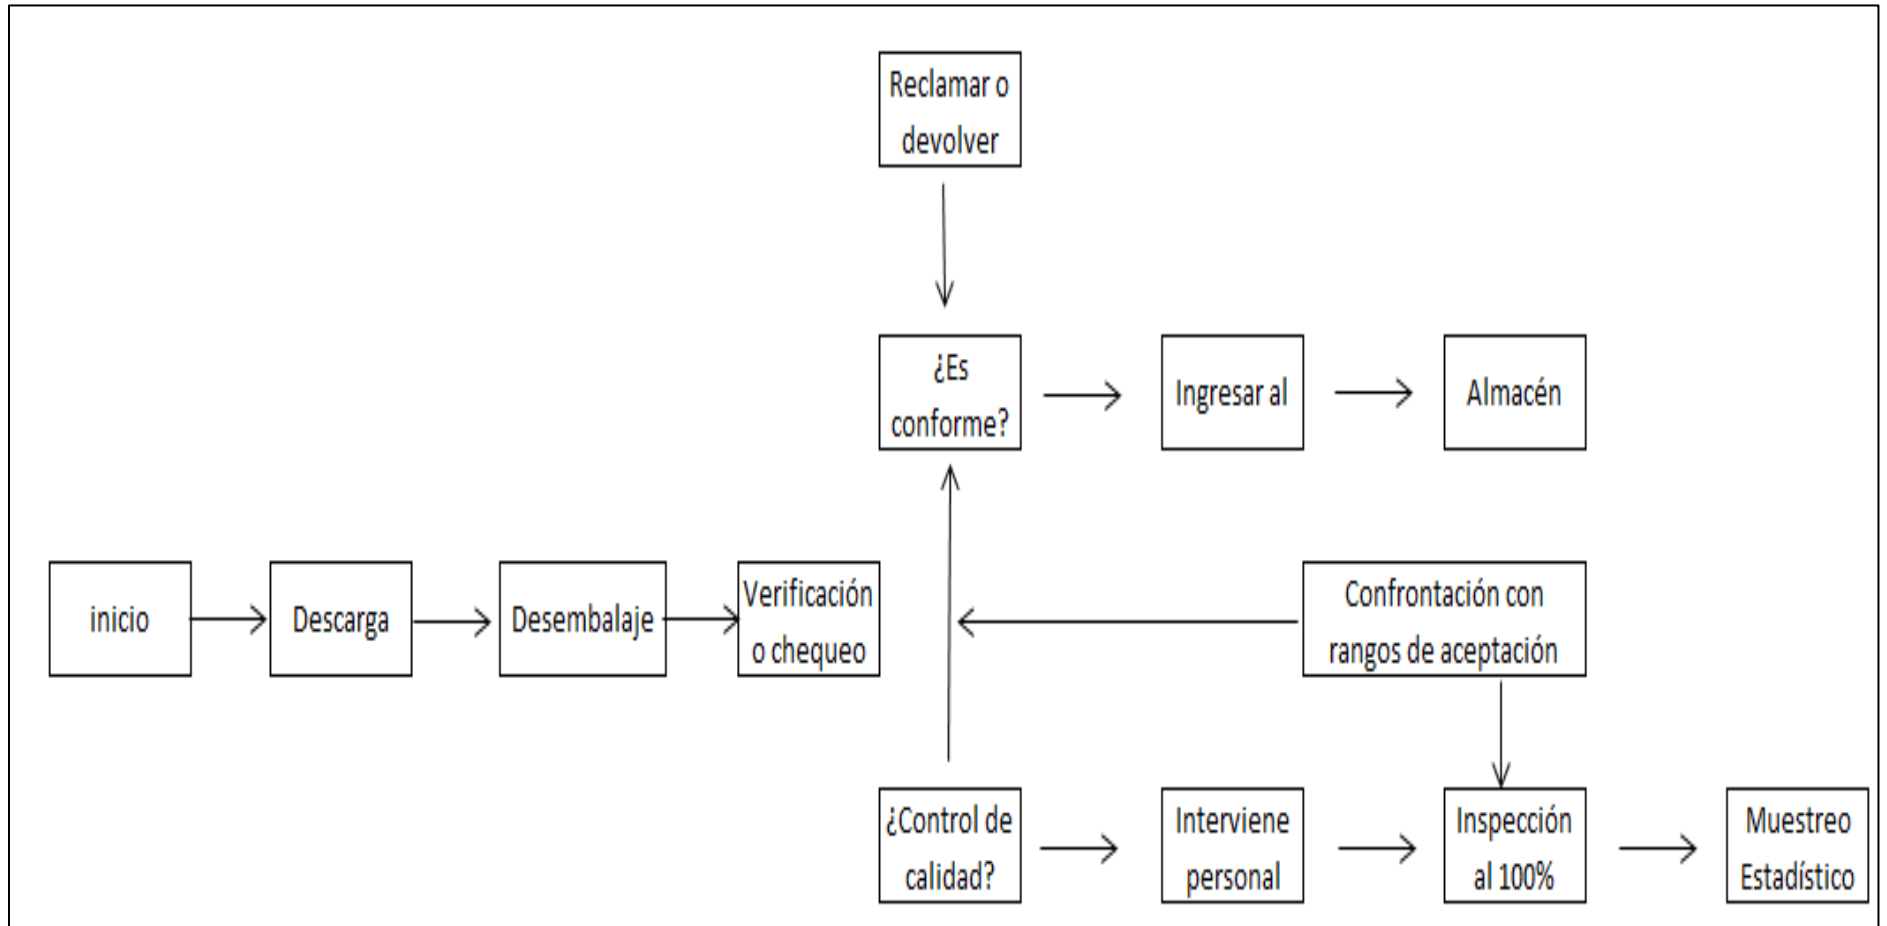 Reclamar o
devolver
¿Es
conforme?
Ingresar al
Almacén
inicio
Descarga
Desembalaje
Verificación
o chequeo
Confrontación con
rangos de aceptación
¿Control de
calidad?
Interviene
personal
Inspección
al 100%
Muestreo
Estadístico